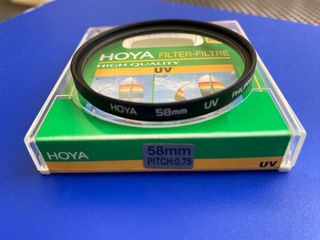 HOYA FILTER-FILTRE
HIGH QUALITY
UV
HOYA 58mm UV
HOYA
58mm
PITCH:0.75
UV